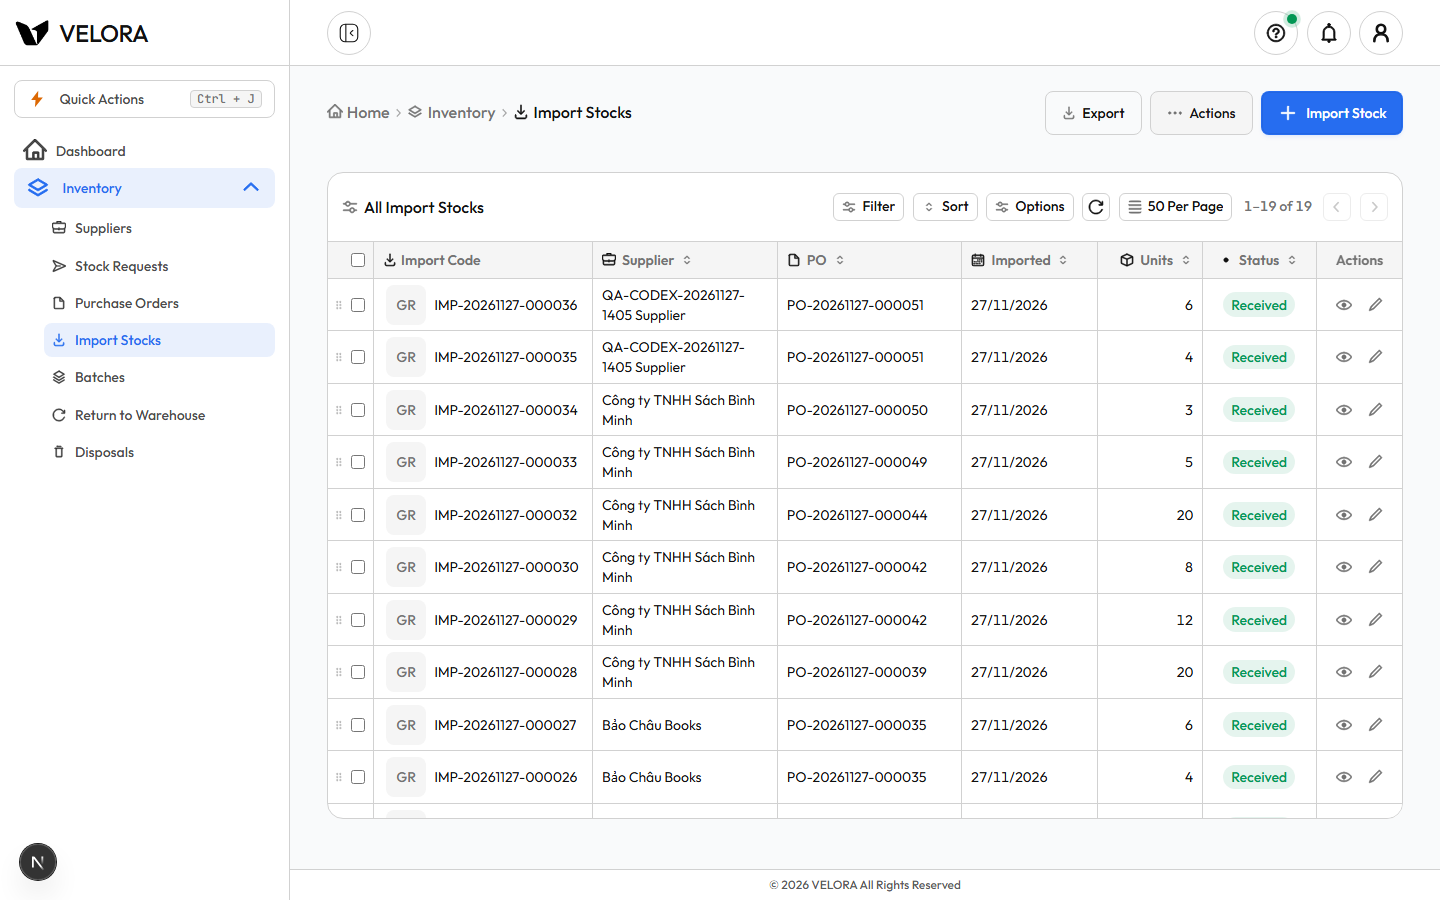 VELORA
Quick Actions Ctrl + J
Dashboard
Inventory
Suppliers
Stock Requests
Purchase Orders
Import Stocks
Batches
Return to Warehouse
Disposals
N
Home › Inventory › Import Stocks
Export
Actions
Import Stock
All Import Stocks
Filter
Sort
Options
50 Per Page
1–19 of 19
Import Code Supplier PO Imported Units Status Actions
GR IMP-20261127-000036 QA-CODEX-20261127-
1405 Supplier PO-20261127-000051 27/11/2026 6 Received
GR IMP-20261127-000035 QA-CODEX-20261127-
1405 Supplier PO-20261127-000051 27/11/2026 4 Received
GR IMP-20261127-000034 Công ty TNHH Sách Bình
Minh PO-20261127-000050 27/11/2026 3 Received
GR IMP-20261127-000033 Công ty TNHH Sách Bình
Minh PO-20261127-000049 27/11/2026 5 Received
GR IMP-20261127-000032 Công ty TNHH Sách Bình
Minh PO-20261127-000044 27/11/2026 20 Received
GR IMP-20261127-000030 Công ty TNHH Sách Bình
Minh PO-20261127-000042 27/11/2026 8 Received
GR IMP-20261127-000029 Công ty TNHH Sách Bình
Minh PO-20261127-000042 27/11/2026 12 Received
GR IMP-20261127-000028 Công ty TNHH Sách Bình
Minh PO-20261127-000039 27/11/2026 20 Received
GR IMP-20261127-000027 Bảo Châu Books PO-20261127-000035 27/11/2026 6 Received
GR IMP-20261127-000026 Bảo Châu Books PO-20261127-000035 27/11/2026 4 Received
© 2026 VELORA All Rights Reserved